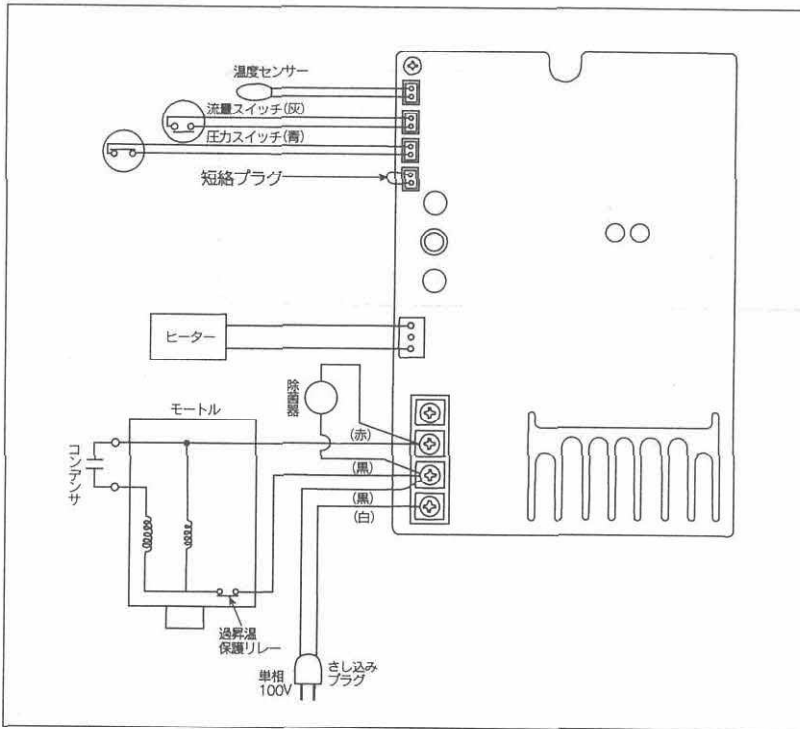 温度センサー
流量スイッチ(灰)
圧力スイッチ(青)
短絡プラグ
ヒーター
除菌器
モートル
コンデンサ
(赤)
(黒)
(黒)
(白)
過昇温
保護リレー
単相
100V
さし込み
プラグ